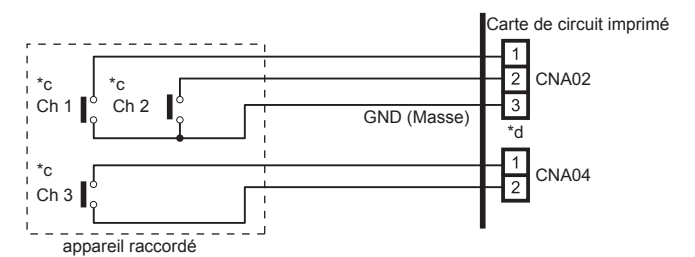 Carte de circuit imprimé
1
*c
*c
2
CNA02
Ch 1
Ch 2
3
GND (Masse)
*d
*c
1
CNA04
Ch 3
2
appareil raccordé